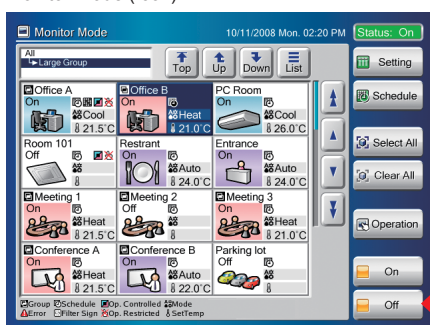 Monitor Mode
10/11/2008 Mon. 02:20 PM
Status: On
All
Large Group
Top
Up
Down
List
Setting
Office A
On
Cool
21.5°C
Office B
On
Heat
21.0°C
PC Room
On
Cool
26.0°C
Schedule
Room 101
Off
Restrant
On
Auto
24.0°C
Entrance
On
Auto
24.0°C
Select All
Clear All
Meeting 1
On
Heat
21.5°C
Meeting 2
Off
Meeting 3
On
Heat
21.0°C
Operation
Conference A
On
Heat
21.5°C
Conference B
On
Auto
22.0°C
Parking lot
Off
On
Group Schedule Op. Controlled Mode
Error Filter Sign Op. Restricted SetTemp
Off